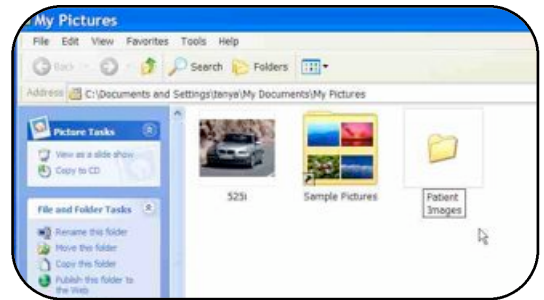 My Pictures
File Edit View Favorites Tools Help
Back Search Folders
Address C:\Documents and Settings\tanya\My Documents\My Pictures
Picture Tasks
View as a slide show
Copy to CD
File and Folder Tasks
Rename this folder
Move this folder
Copy this folder
Publish this folder to
the Web
525i
Sample Pictures
Patient
Images